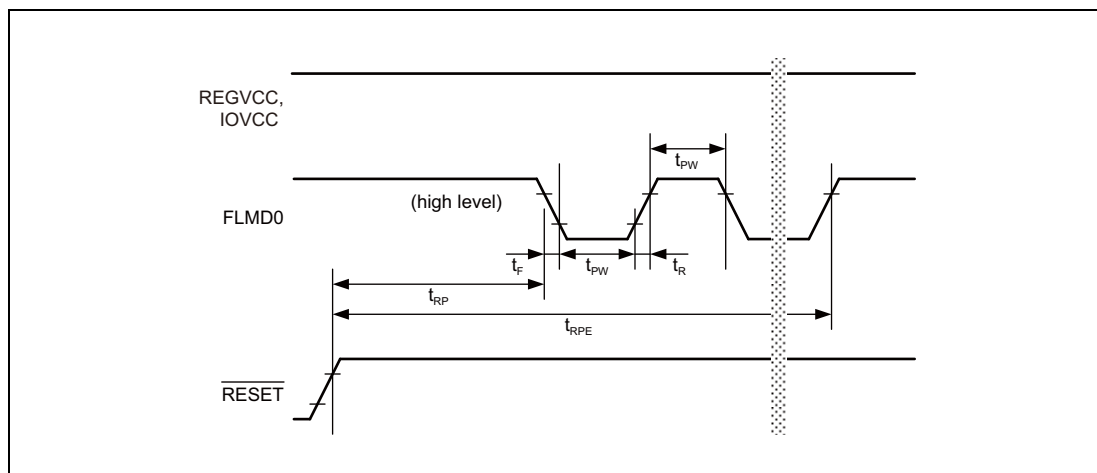 REGVCC,
IOVCC
t_PW
(high level)
FLMD0
t_F
t_PW
t_R
t_RP
t_RPE
RESET